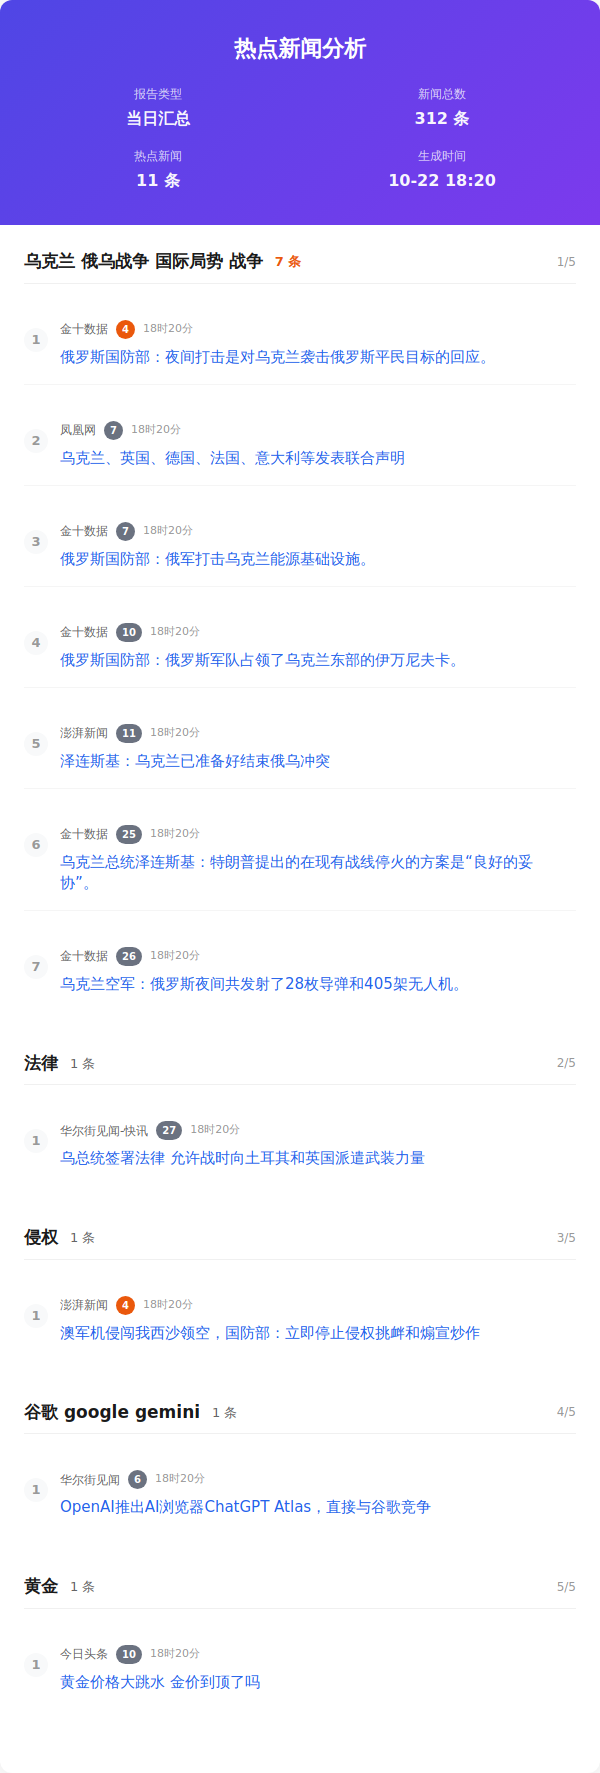 热点新闻分析
报告类型
新闻总数
当日汇总
312 条
热点新闻
生成时间
11 条
10-22 18:20
乌克兰 俄乌战争 国际局势 战争 7 条 1/5
1
金十数据 4 18时20分
俄罗斯国防部：夜间打击是对乌克兰袭击俄罗斯平民目标的回应。
2
凤凰网 7 18时20分
乌克兰、英国、德国、法国、意大利等发表联合声明
3
金十数据 7 18时20分
俄罗斯国防部：俄军打击乌克兰能源基础设施。
4
金十数据 10 18时20分
俄罗斯国防部：俄罗斯军队占领了乌克兰东部的伊万尼夫卡。
5
澎湃新闻 11 18时20分
泽连斯基：乌克兰已准备好结束俄乌冲突
6
金十数据 25 18时20分
乌克兰总统泽连斯基：特朗普提出的在现有战线停火的方案是“良好的妥
协”。
7
金十数据 26 18时20分
乌克兰空军：俄罗斯夜间共发射了28枚导弹和405架无人机。
法律 1 条 2/5
1
华尔街见闻-快讯 27 18时20分
乌总统签署法律 允许战时向土耳其和英国派遣武装力量
侵权 1 条 3/5
1
澎湃新闻 4 18时20分
澳军机侵闯我西沙领空，国防部：立即停止侵权挑衅和煽宣炒作
谷歌 google gemini 1 条 4/5
1
华尔街见闻 6 18时20分
OpenAI推出AI浏览器ChatGPT Atlas，直接与谷歌竞争
黄金 1 条 5/5
1
今日头条 10 18时20分
黄金价格大跳水 金价到顶了吗